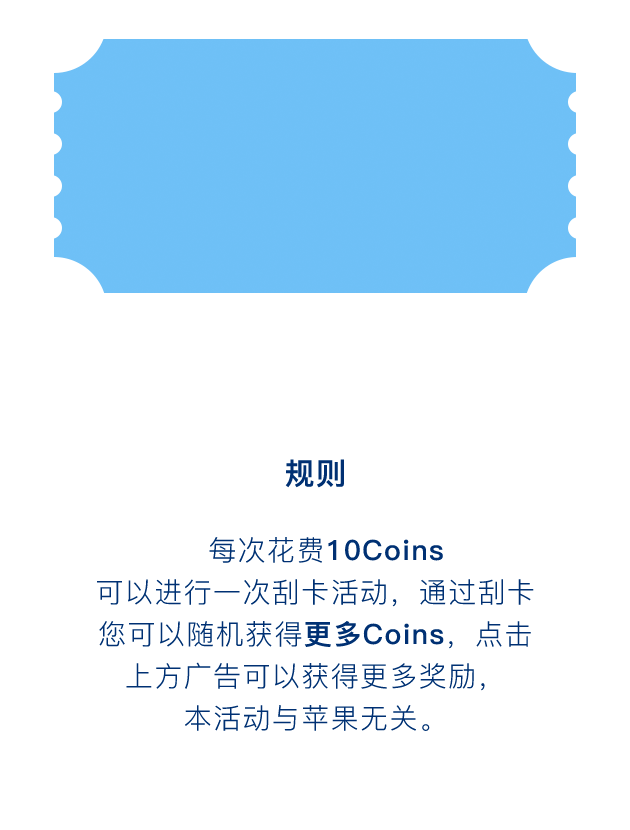 规则
每次花费10Coins
可以进行一次刮卡活动，通过刮卡
您可以随机获得更多Coins，点击
上方广告可以获得更多奖励，
本活动与苹果无关。